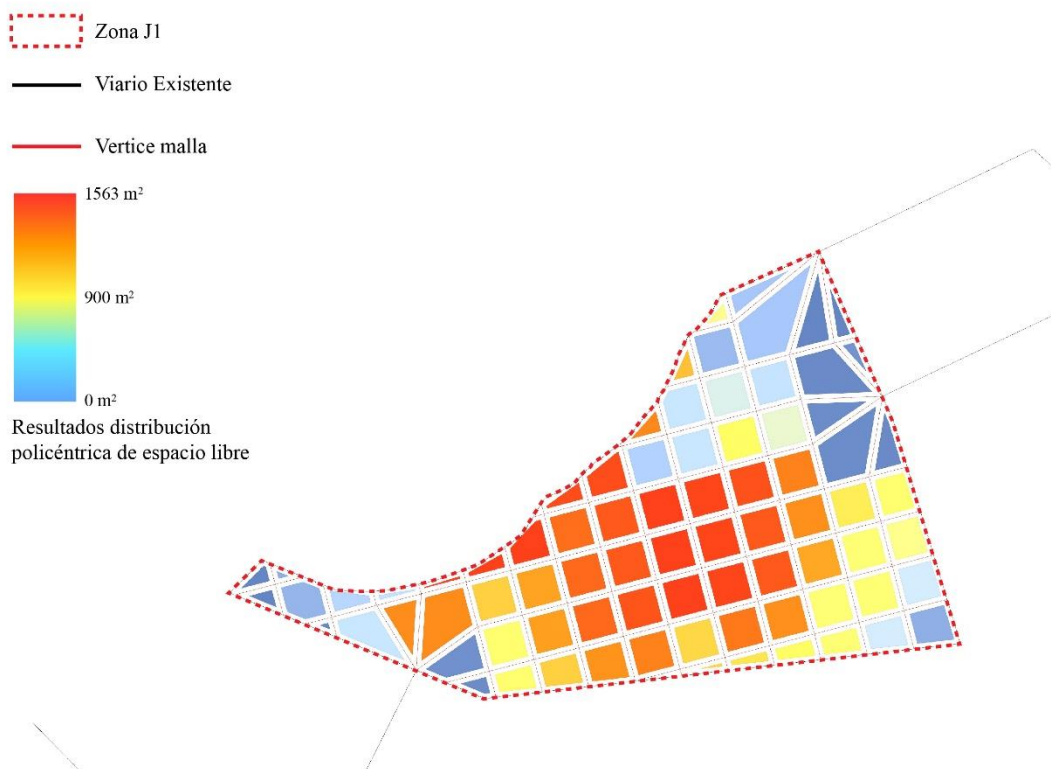 Zona J1
Viario Existente
Vertice malla
1563 m²
900 m²
0 m²
Resultados distribución
policéntrica de espacio libre